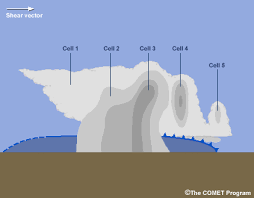 Shear vector
Cell 1
Cell 2
Cell 3
Cell 4
Cell 5
©The COMET Program